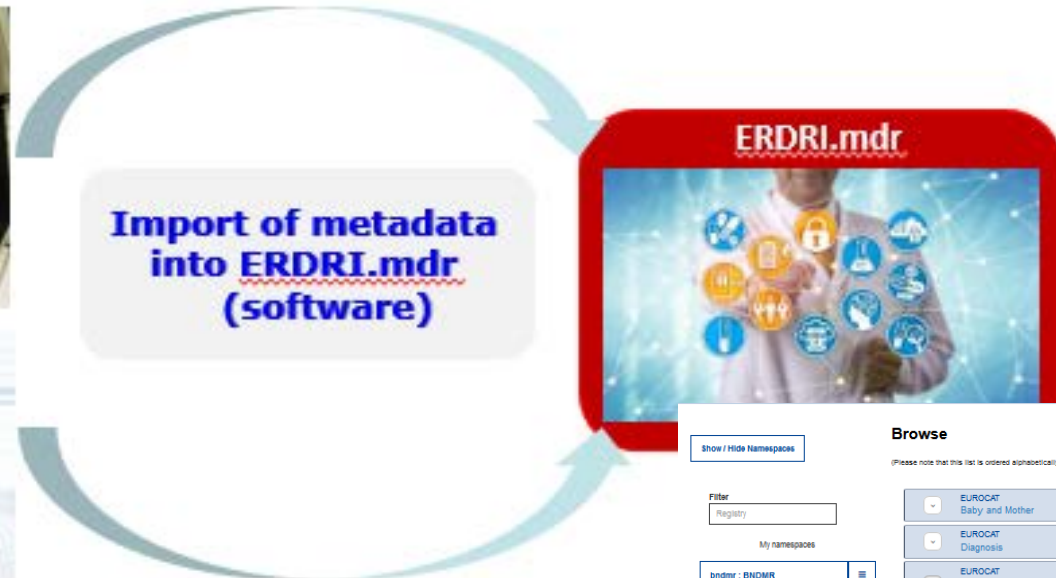 Import of metadata
into ERDRI.mdr
(software)
ERDRI.mdr
Show / Hide Namespaces
Filter
Registry
My namespaces
bndmr : BNDMR
Browse
(Please note that this list is ordered alphabetically
EUROCAT
Baby and Mother
EUROCAT
Diagnosis
EUROCAT